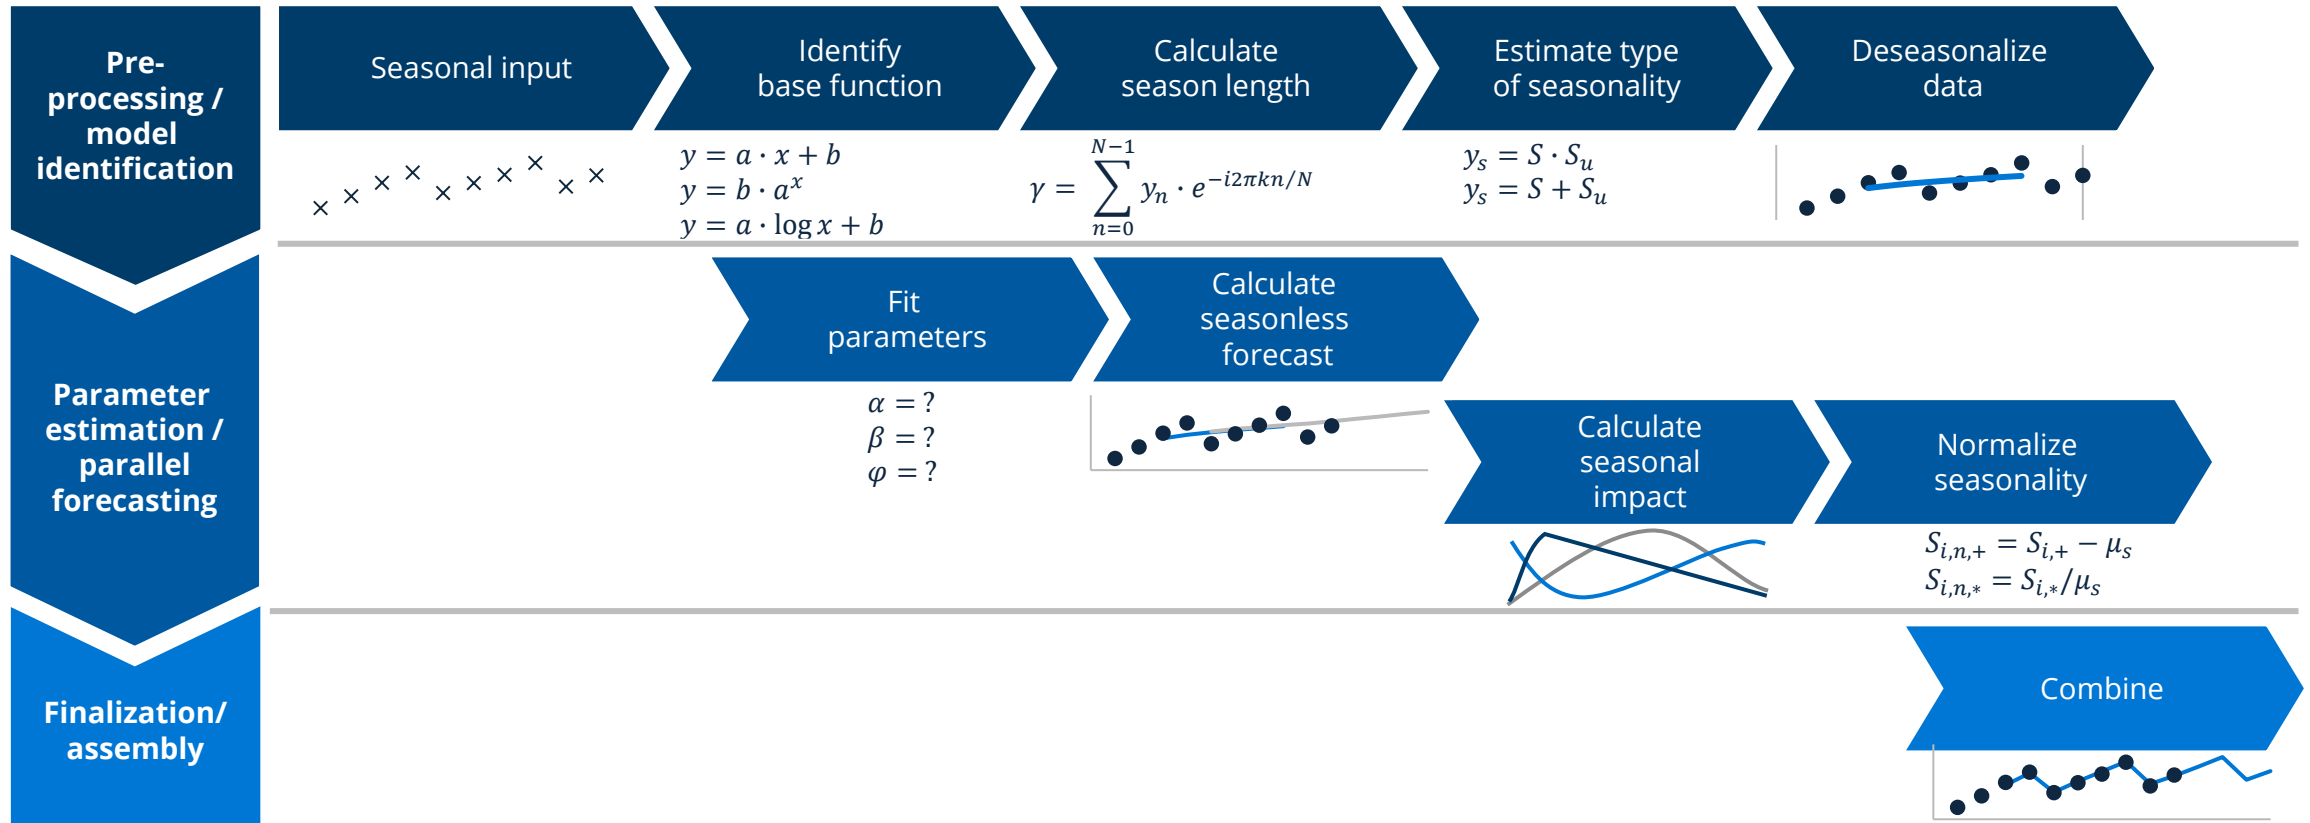 Pre-
processing /
model
identification
Seasonal input
Identify
base function
Calculate
season length
Estimate type
of seasonality
Deseasonalize
data
y = a · x + b
y = b · aˣ
y = a · log x + b
γ = ∑_{n=0}^{N−1} yₙ · e^{−i2πkn/N}
y_s = S · S_u
y_s = S + S_u
Parameter
estimation /
parallel
forecasting
Fit
parameters
Calculate
seasonless
forecast
α = ?
β = ?
φ = ?
Calculate
seasonal
impact
Normalize
seasonality
S_{i,n,+} = S_{i,+} − μ_s
S_{i,n,*} = S_{i,*}/μ_s
Finalization/
assembly
Combine